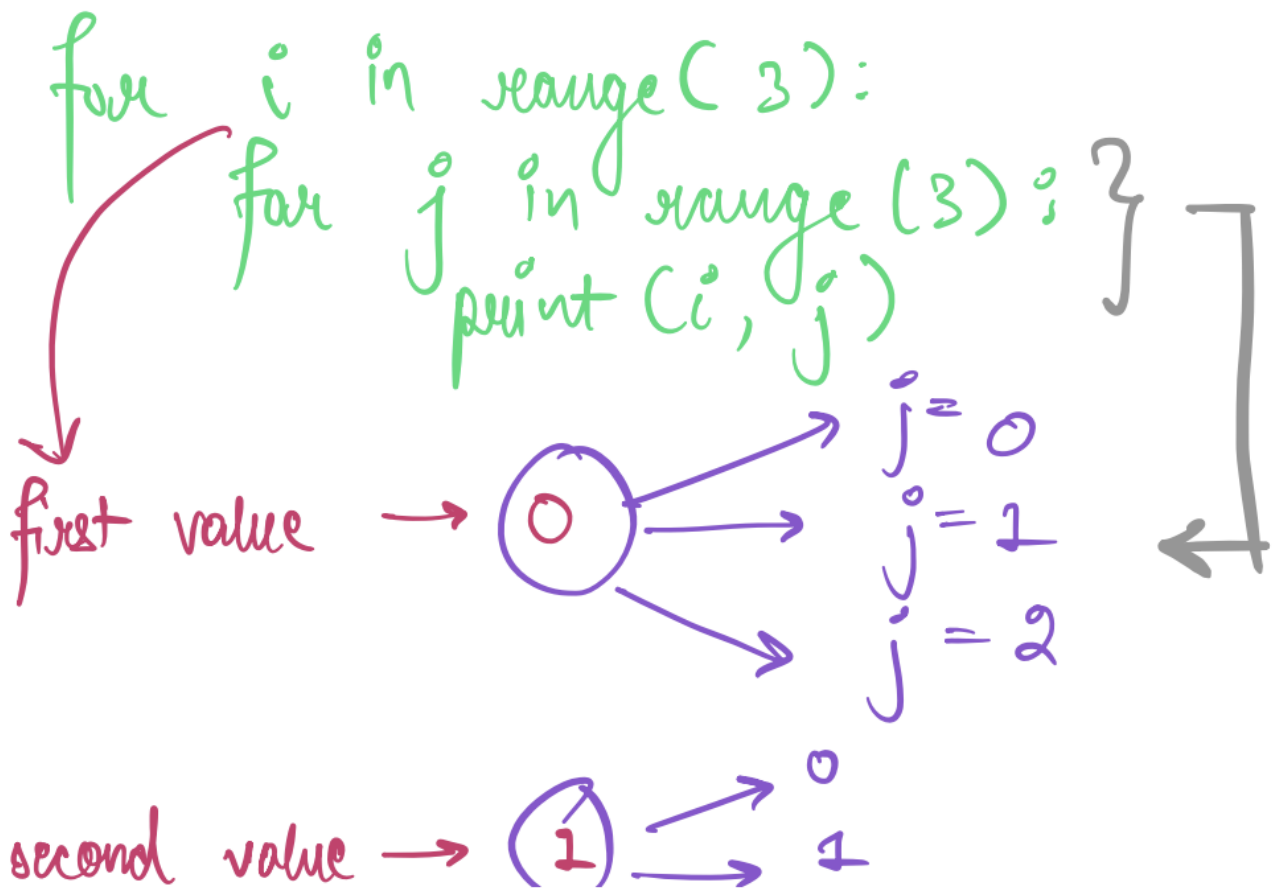 for i in range(3):
for j in range(3):
print(i, j)
j = 0
first value → 0 j = 1
j = 2
0
second value → 1 1